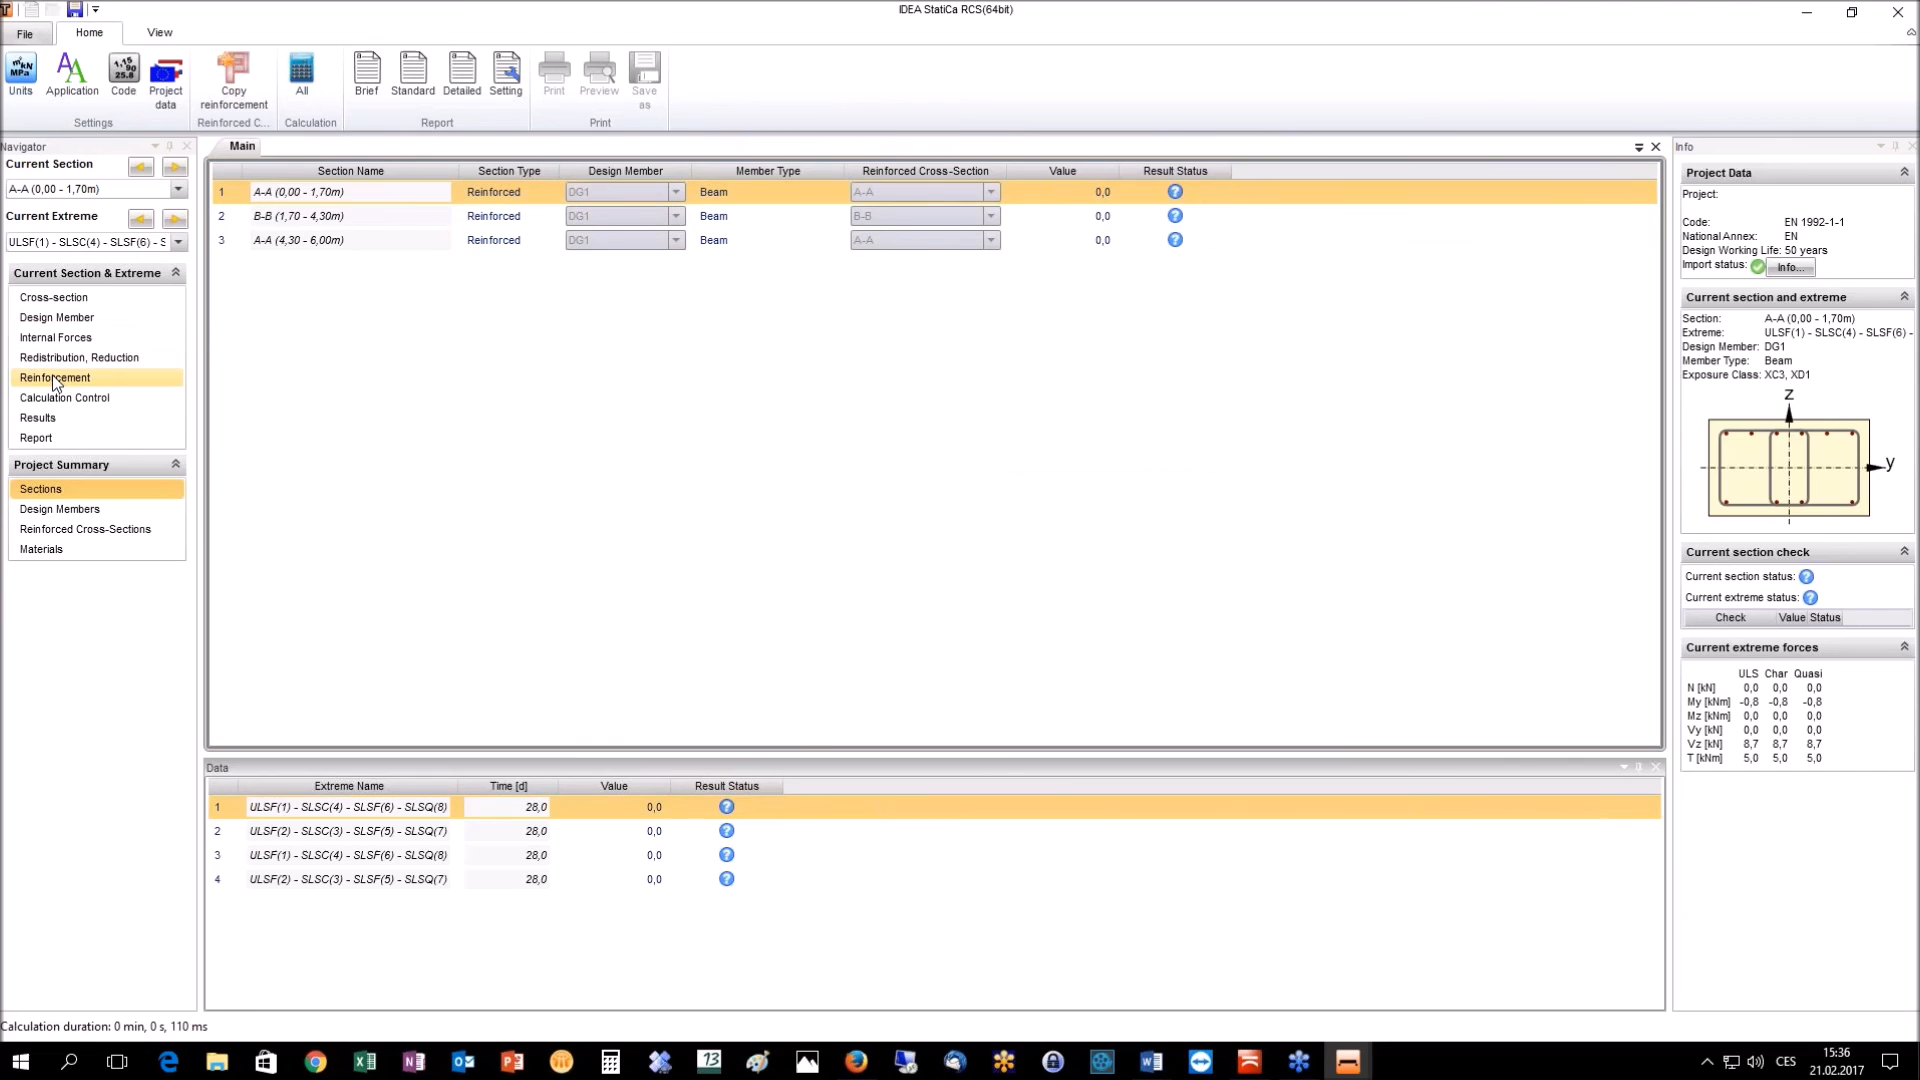 IDEA StatiCa RCS(64bit)
File Home View
Units Application Code Project data Copy reinforcement All Brief Standard Detailed Setting Print Preview Save as
Settings Reinforced C... Calculation Report Print
Navigator
Current Section
A-A (0,00 - 1,70m)
Current Extreme
ULSF(1) - SLSC(4) - SLSF(6) - S
Current Section & Extreme
Cross-section
Design Member
Internal Forces
Redistribution, Reduction
Reinforcement
Calculation Control
Results
Report
Project Summary
Sections
Design Members
Reinforced Cross-Sections
Materials
Main
Section Name Section Type Design Member Member Type Reinforced Cross-Section Value Result Status
1 A-A (0,00 - 1,70m) Reinforced DG1 Beam A-A 0,0
2 B-B (1,70 - 4,30m) Reinforced DG1 Beam B-B 0,0
3 A-A (4,30 - 6,00m) Reinforced DG1 Beam A-A 0,0
Data
Extreme Name Time [d] Value Result Status
1 ULSF(1) - SLSC(4) - SLSF(6) - SLSQ(8) 28,0 0,0
2 ULSF(2) - SLSC(3) - SLSF(5) - SLSQ(7) 28,0 0,0
3 ULSF(1) - SLSC(4) - SLSF(6) - SLSQ(8) 28,0 0,0
4 ULSF(2) - SLSC(3) - SLSF(5) - SLSQ(7) 28,0 0,0
Info
Project Data
Project:
Code: EN 1992-1-1
National Annex: EN
Design Working Life: 50 years
Import status: Info...
Current section and extreme
Section: A-A (0,00 - 1,70m)
Extreme: ULSF(1) - SLSC(4) - SLSF(6) -
Design Member: DG1
Member Type: Beam
Exposure Class: XC3, XD1
z
y
Current section check
Current section status:
Current extreme status:
Check Value Status
Current extreme forces
ULS Char Quasi
N [kN] 0,0 0,0 0,0
My [kNm] -0,8 -0,8 -0,8
Mz [kNm] 0,0 0,0 0,0
Vy [kN] 0,0 0,0 0,0
Vz [kN] 8,7 8,7 8,7
T [kNm] 5,0 5,0 5,0
Calculation duration: 0 min, 0 s, 110 ms
CES
15:36
21.02.2017